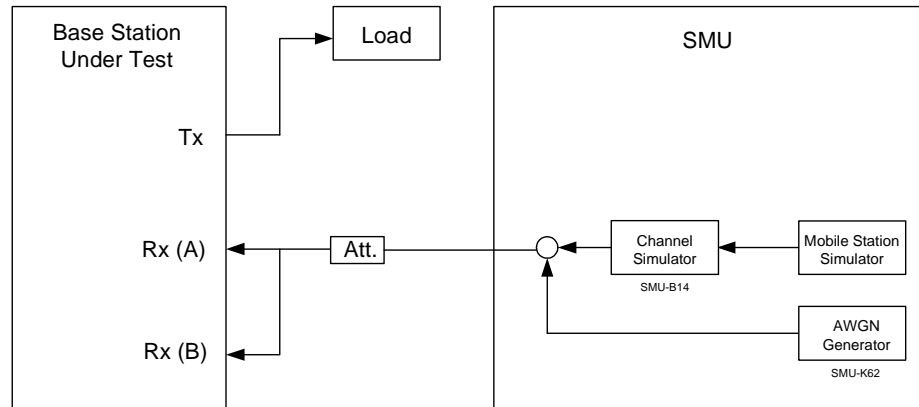 Base Station
Under Test
Load
SMU
Tx
Rx (A)
Att.
Channel
Simulator
SMU-B14
Mobile Station
Simulator
Rx (B)
AWGN
Generator
SMU-K62